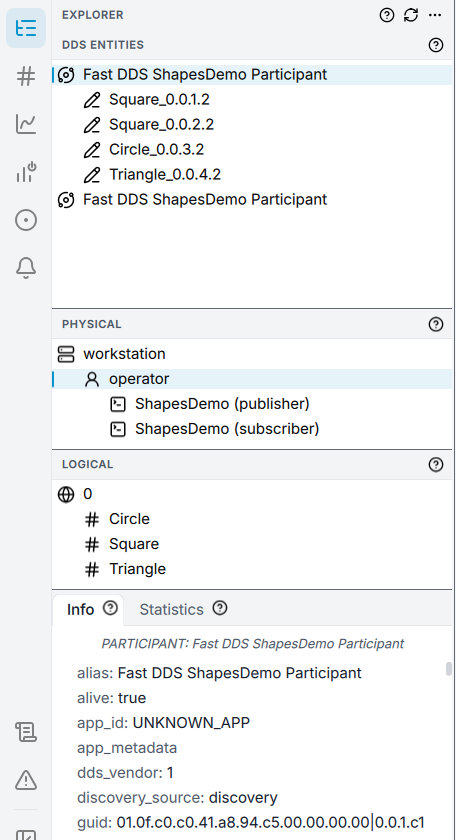 EXPLORER
DDS ENTITIES
Fast DDS ShapesDemo Participant
Square_0.0.1.2
Square_0.0.2.2
Circle_0.0.3.2
Triangle_0.0.4.2
Fast DDS ShapesDemo Participant
PHYSICAL
workstation
operator
ShapesDemo (publisher)
ShapesDemo (subscriber)
LOGICAL
0
Circle
Square
Triangle
Info Statistics
PARTICIPANT: Fast DDS ShapesDemo Participant
alias: Fast DDS ShapesDemo Participant
alive: true
app_id: UNKNOWN_APP
app_metadata
dds_vendor: 1
discovery_source: discovery
guid: 01.0f.c0.c0.41.a8.94.c5.00.00.00.00|0.0.1.c1